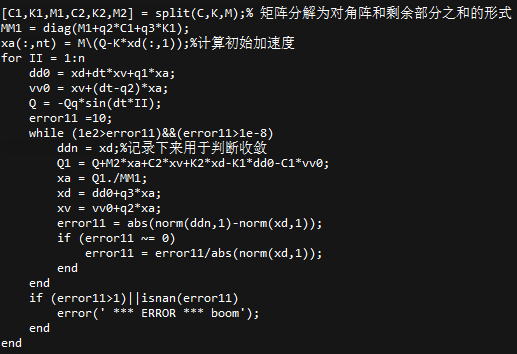 [C1,K1,M1,C2,K2,M2] = split(C,K,M);% 矩阵分解为对角阵和剩余部分之和的形式
MM1 = diag(M1+q2*C1+q3*K1);
xa(:,nt) = M\(Q-K*xd(:,1));%计算初始加速度
for II = 1:n
    dd0 = xd+dt*xv+q1*xa;
    vv0 = xv+(dt-q2)*xa;
    Q = -Qq*sin(dt*II);
    error11 =10;
    while (1e2>error11)&&(error11>1e-8)
        ddn = xd;%记录下来用于判断收敛
        Q1 = Q+M2*xa+C2*xv+K2*xd-K1*dd0-C1*vv0;
        xa = Q1./MM1;
        xd = dd0+q3*xa;
        xv = vv0+q2*xa;
        error11 = abs(norm(ddn,1)-norm(xd,1));
        if (error11 ~= 0)
            error11 = error11/abs(norm(xd,1));
        end
    end
    if (error11>1)||isnan(error11)
        error(' *** ERROR *** boom');
    end
end